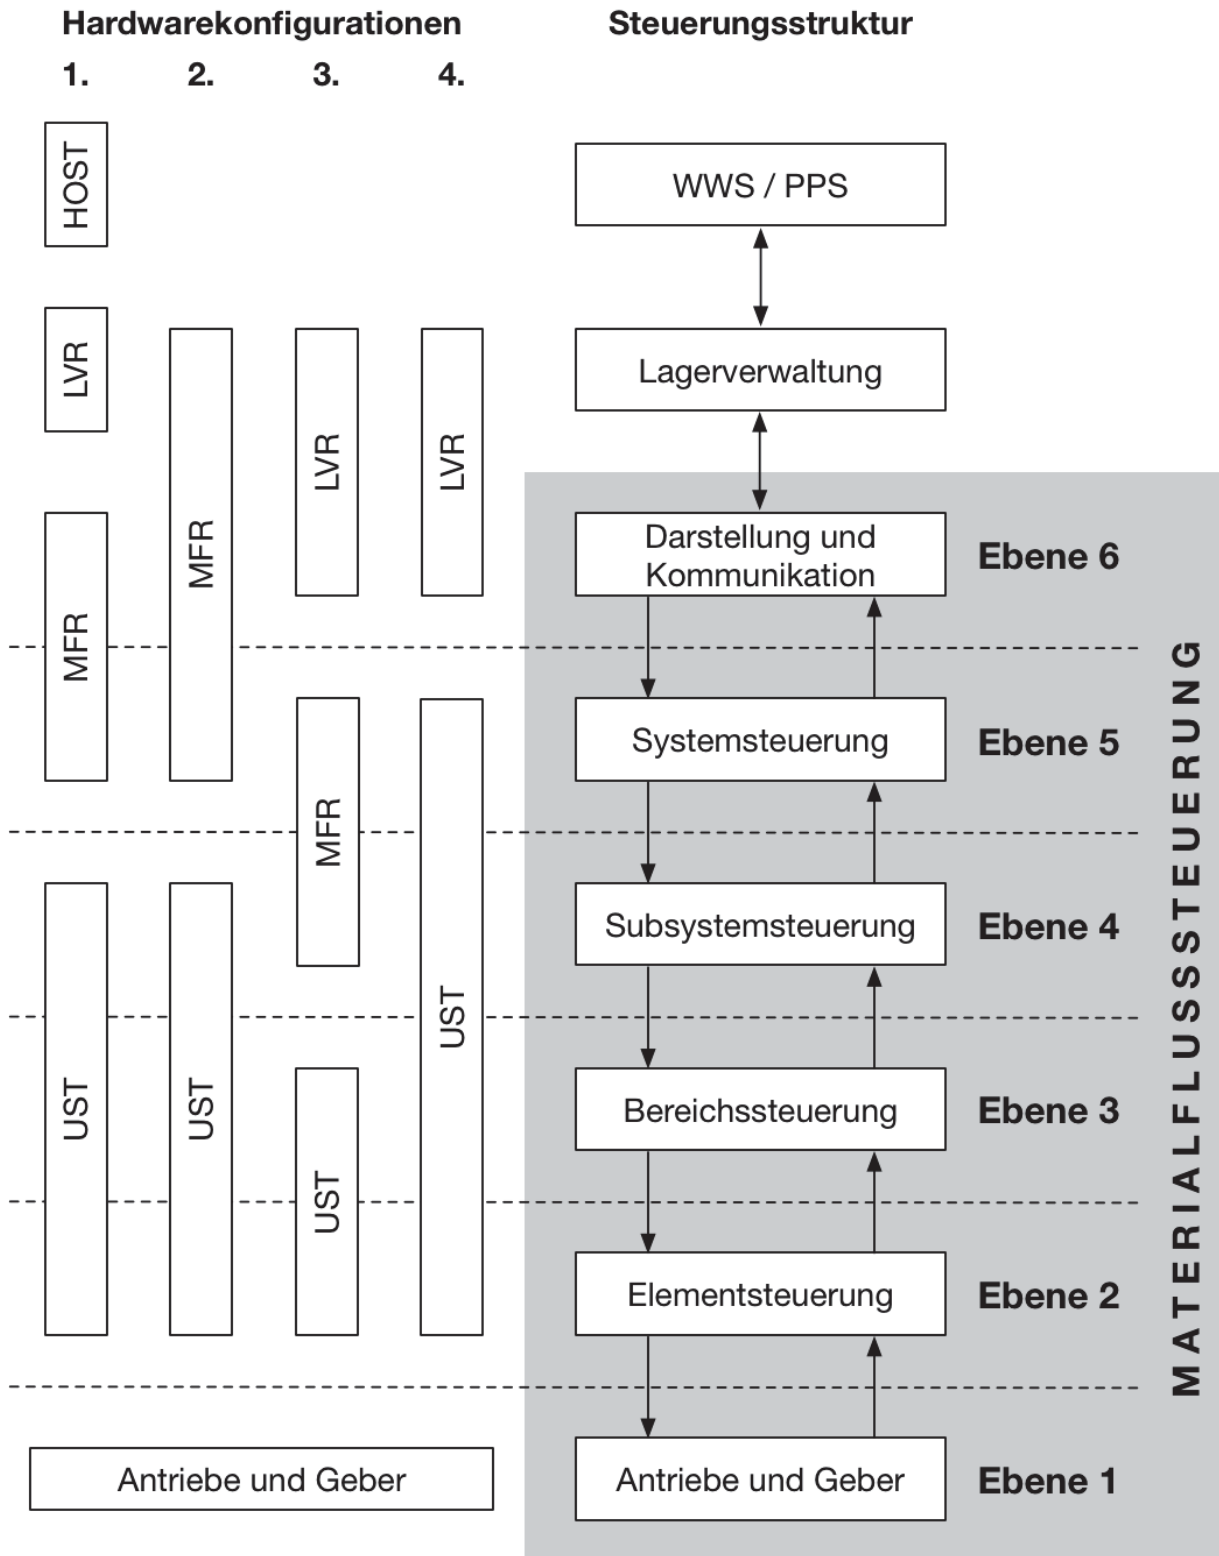 Hardwarekonfigurationen
1. 2. 3. 4.
HOST
LVR
MFR
UST
MFR
UST
LVR
MFR
UST
LVR
UST
Antriebe und Geber
Steuerungsstruktur
WWS / PPS
Lagerverwaltung
Darstellung und
Kommunikation
Ebene 6
Systemsteuerung
Ebene 5
Subsystemsteuerung
Ebene 4
Bereichssteuerung
Ebene 3
Elementsteuerung
Ebene 2
Antriebe und Geber
Ebene 1
MATERIALFLUSSSTEUERUNG